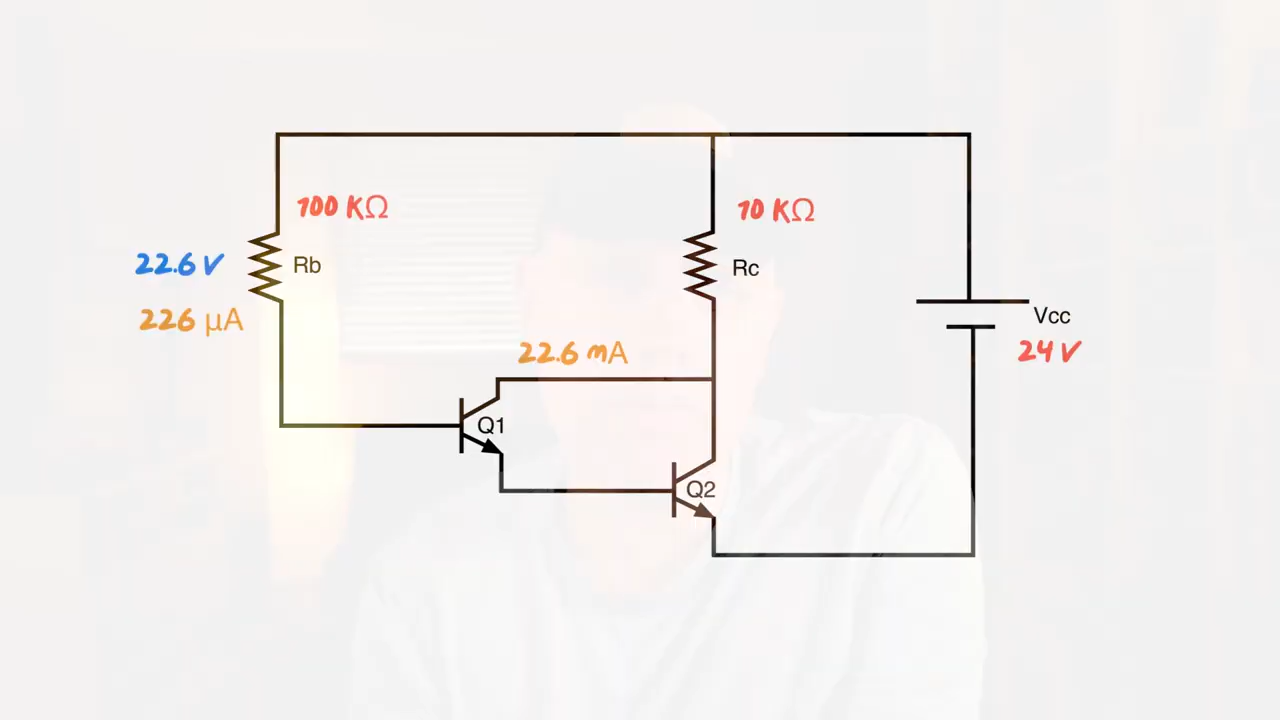 100 KΩ
10 KΩ
22.6 V
Rb
Rc
226 µA
Vcc
22.6 mA
24 V
Q1
Q2